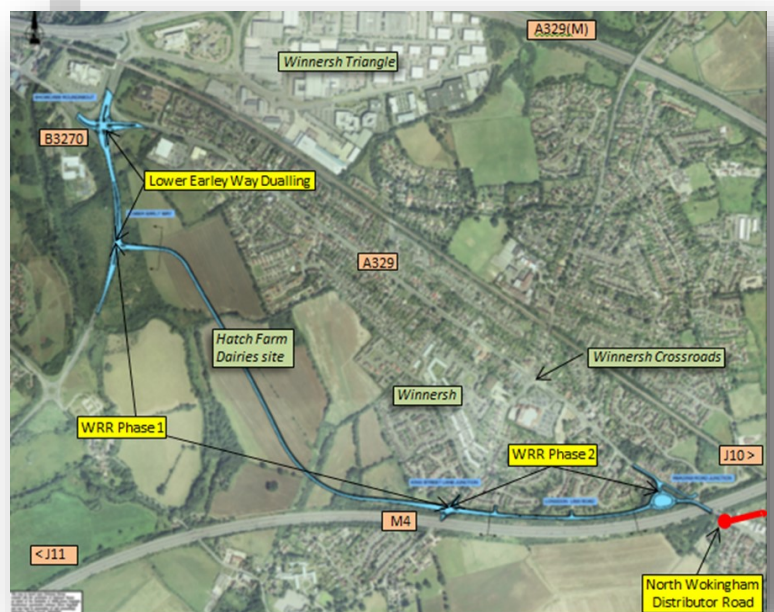 A329(M)
Winnersh Triangle
B3270
Lower Earley Way Dualling
A329
Hatch Farm
Dairies site
Winnersh Crossroads
Winnersh
WRR Phase 1
WRR Phase 2
J10 >
M4
< J11
North Wokingham
Distributor Road